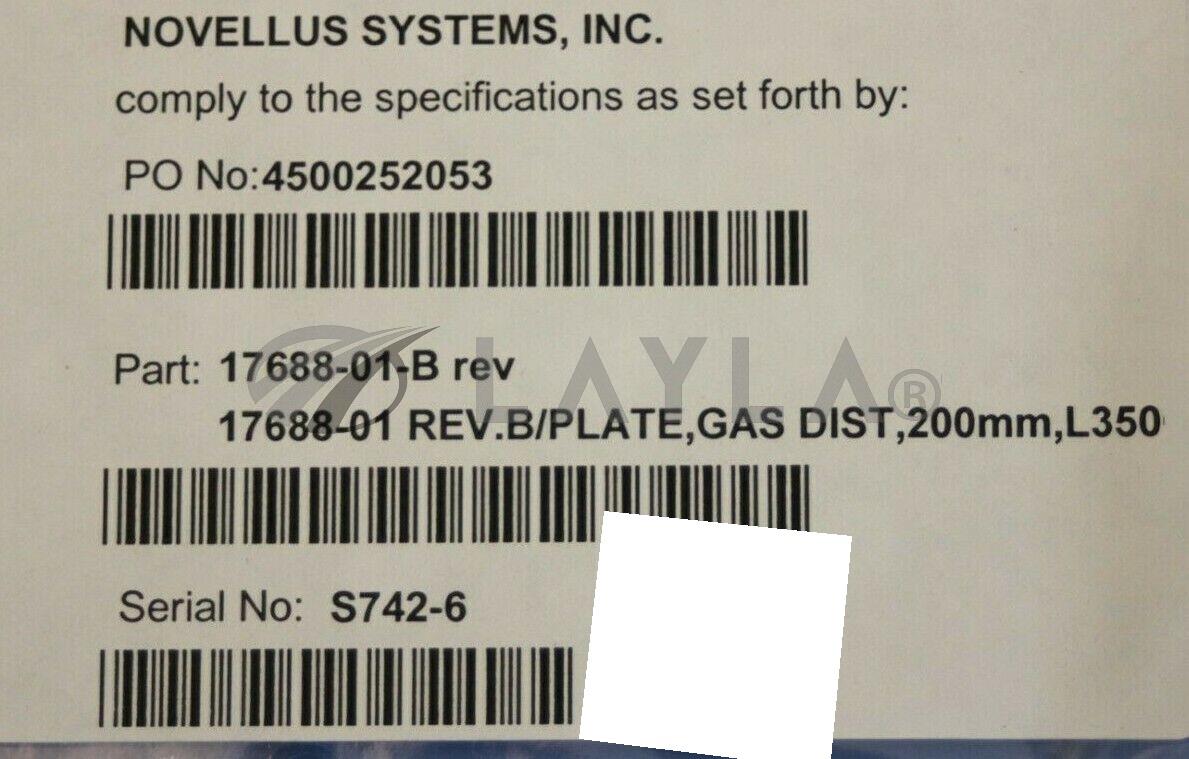 NOVELLUS SYSTEMS, INC.
comply to the specifications as set forth by:
PO No:4500252053
Part: 17688-01-B rev
LAYLA®
17688-01 REV.B/PLATE,GAS DIST,200mm,L350
Serial No: S742-6